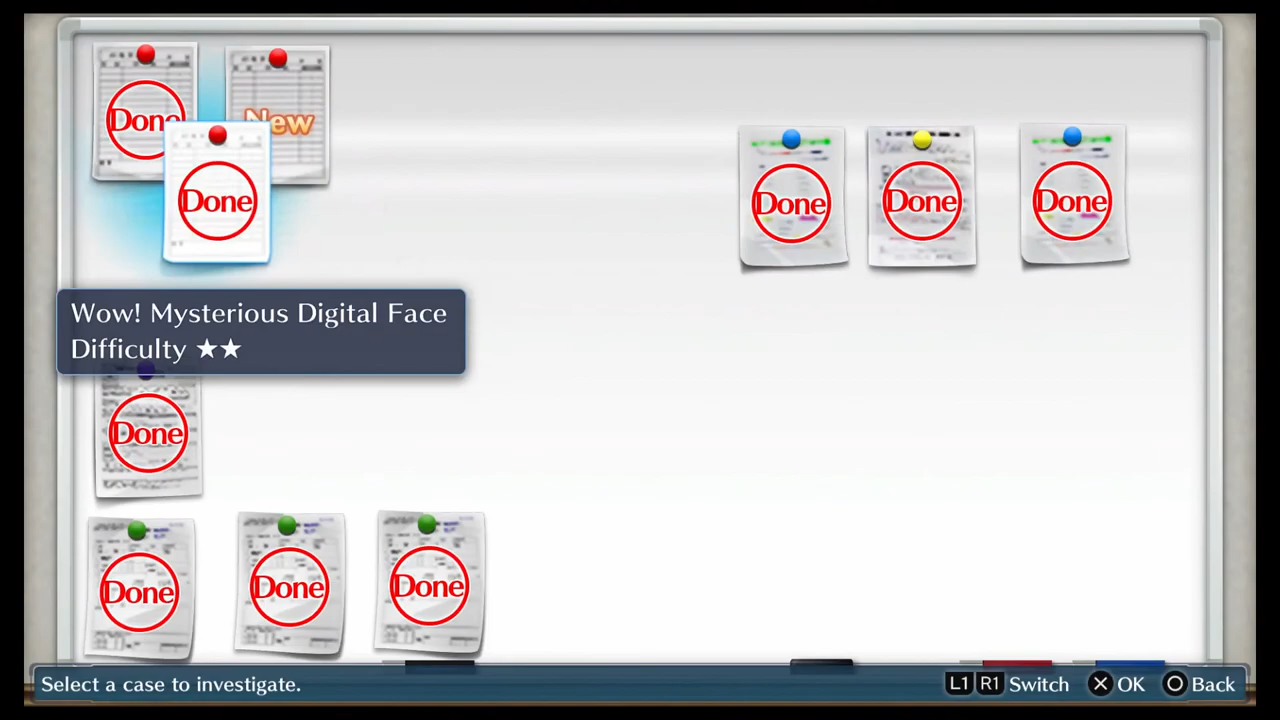 Done
New
Done
Done
Done
Done
Wow! Mysterious Digital Face
Difficulty ★★
Done
Done
Done
Done
Select a case to investigate.
L1 R1 Switch OK Back